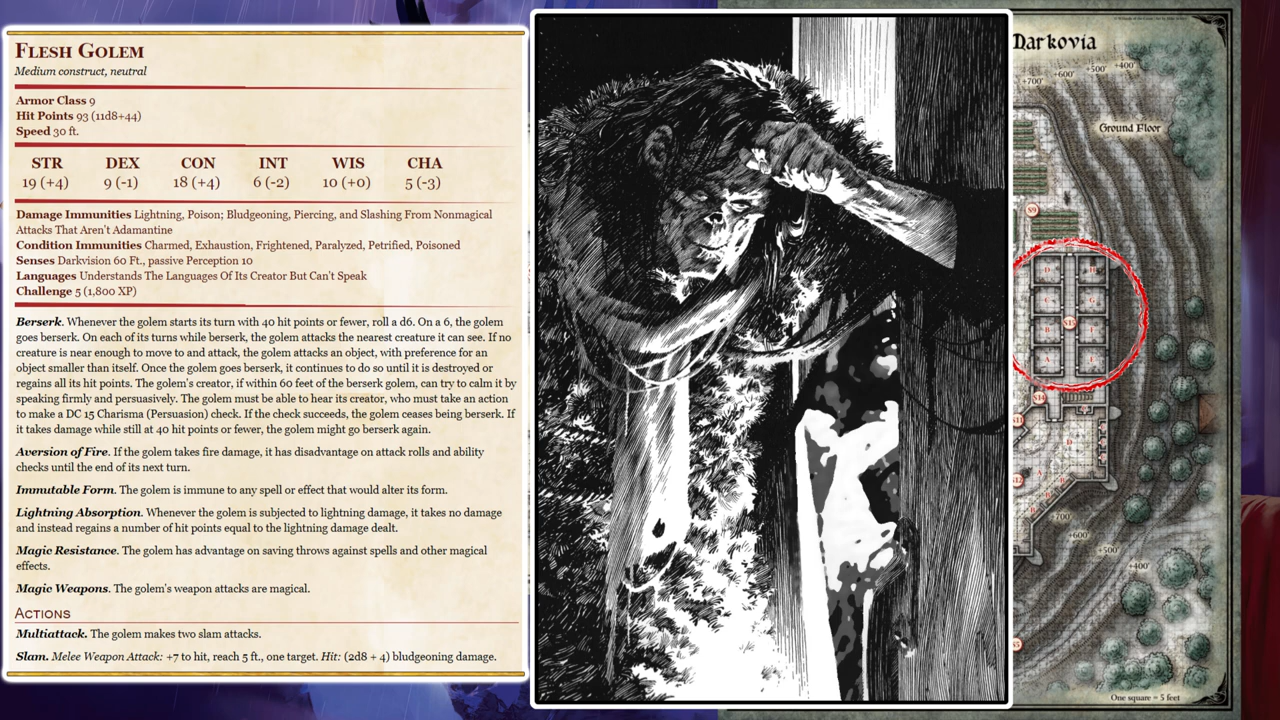 FLESH GOLEM
Medium construct, neutral
Armor Class 9
Hit Points 93 (11d8+44)
Speed 30 ft.
STR DEX CON INT WIS CHA
19 (+4) 9 (-1) 18 (+4) 6 (-2) 10 (+0) 5 (-3)
Damage Immunities Lightning, Poison; Bludgeoning, Piercing, and Slashing From Nonmagical
Attacks That Aren't Adamantine
Condition Immunities Charmed, Exhaustion, Frightened, Paralyzed, Petrified, Poisoned
Senses Darkvision 60 Ft., passive Perception 10
Languages Understands The Languages Of Its Creator But Can't Speak
Challenge 5 (1,800 XP)
Berserk. Whenever the golem starts its turn with 40 hit points or fewer, roll a d6. On a 6, the golem
goes berserk. On each of its turns while berserk, the golem attacks the nearest creature it can see. If no
creature is near enough to move to and attack, the golem attacks an object, with preference for an
object smaller than itself. Once the golem goes berserk, it continues to do so until it is destroyed or
regains all its hit points. The golem's creator, if within 60 feet of the berserk golem, can try to calm it by
speaking firmly and persuasively. The golem must be able to hear its creator, who must take an action
to make a DC 15 Charisma (Persuasion) check. If the check succeeds, the golem ceases being berserk. If
it takes damage while still at 40 hit points or fewer, the golem might go berserk again.
Aversion of Fire. If the golem takes fire damage, it has disadvantage on attack rolls and ability
checks until the end of its next turn.
Immutable Form. The golem is immune to any spell or effect that would alter its form.
Lightning Absorption. Whenever the golem is subjected to lightning damage, it takes no damage
and instead regains a number of hit points equal to the lightning damage dealt.
Magic Resistance. The golem has advantage on saving throws against spells and other magical
effects.
Magic Weapons. The golem's weapon attacks are magical.
ACTIONS
Multiattack. The golem makes two slam attacks.
Slam. Melee Weapon Attack: +7 to hit, reach 5 ft., one target. Hit: (2d8 + 4) bludgeoning damage.
Darkovia
+700' +600' +500' +400'
Ground Floor
S9
D H
C G
S15
B F
A E
S14
D
+700'
+600'
+500'
+400'
One square = 5 feet